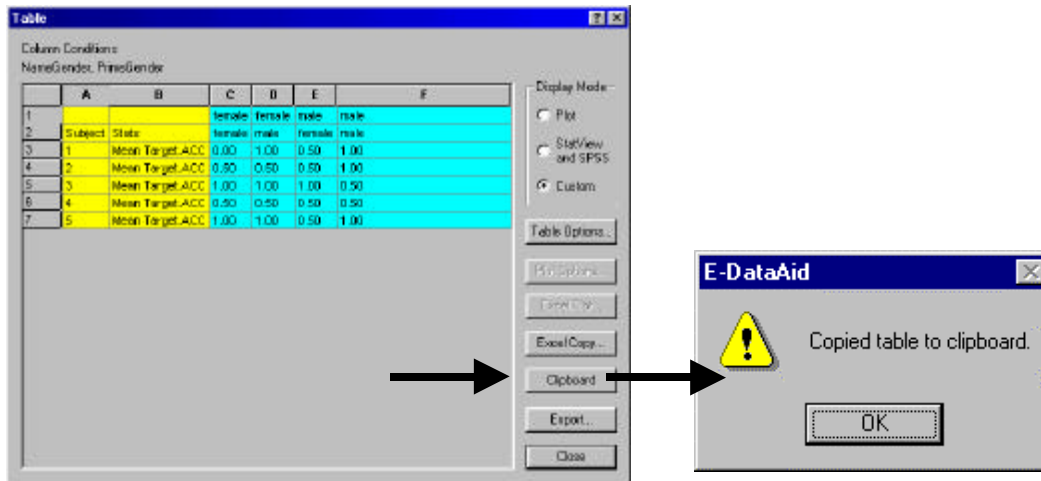 Table
Column Conditions
NameGender, PrimeGender
A B C D E F
1 female female male male
2 Subject Stats female male female male
3 1 Mean Target.ACC 0.00 1.00 0.50 1.00
4 2 Mean Target.ACC 0.50 0.50 0.50 1.00
5 3 Mean Target.ACC 1.00 1.00 1.00 0.50
6 4 Mean Target.ACC 0.50 0.50 0.50 0.50
7 5 Mean Target.ACC 1.00 1.00 0.50 1.00
Display Mode
Plot
StatView
and SPSS
Custom
Table Options...
Plot Options...
Excel Copy...
Clipboard
Export...
Close
E-DataAid
Copied table to clipboard.
OK